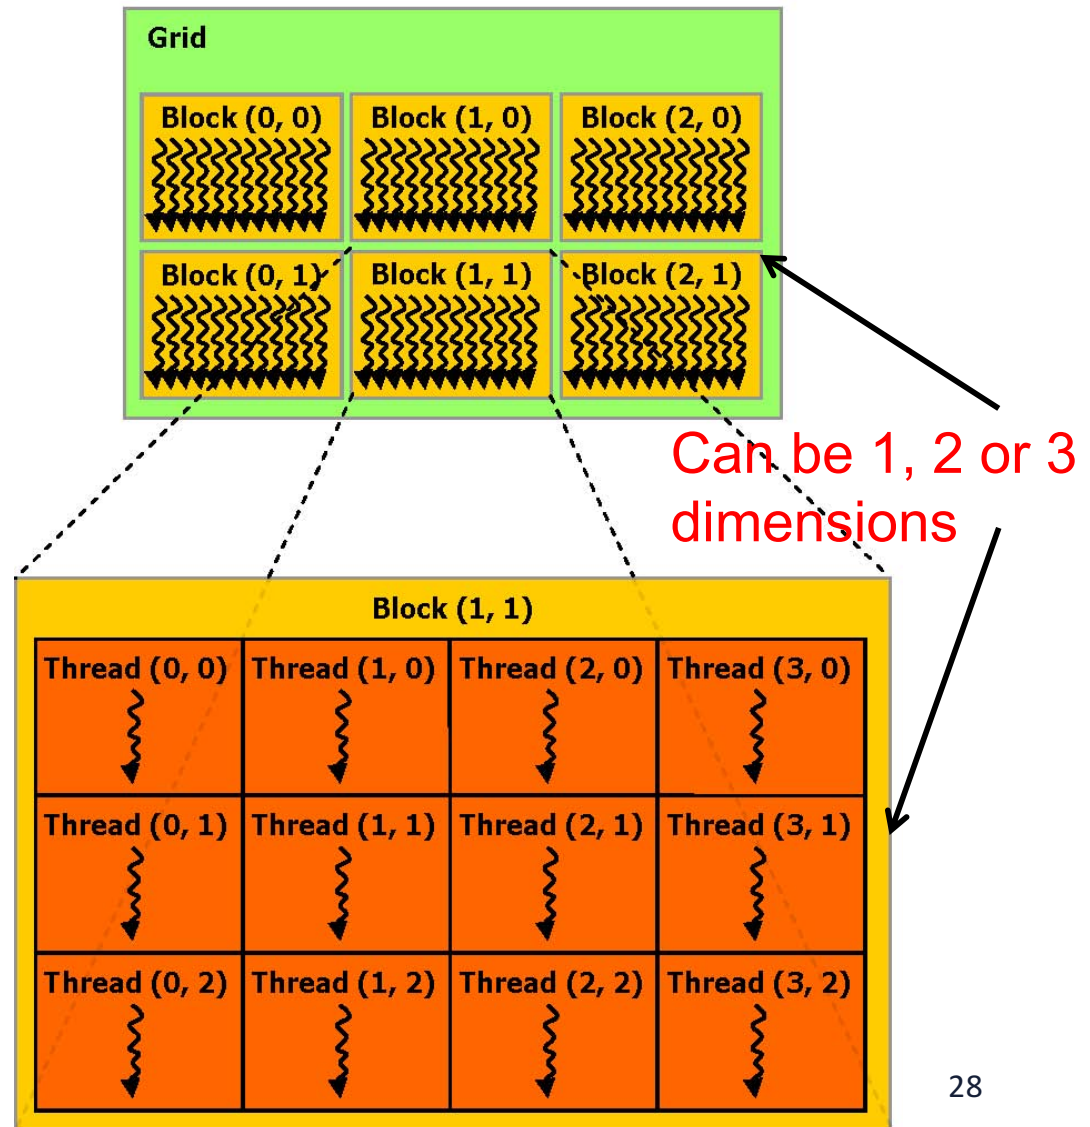 Grid
Block (0, 0) Block (1, 0) Block (2, 0)
Block (0, 1) Block (1, 1) Block (2, 1)
Can be 1, 2 or 3
dimensions
Block (1, 1)
Thread (0, 0) Thread (1, 0) Thread (2, 0) Thread (3, 0)
Thread (0, 1) Thread (1, 1) Thread (2, 1) Thread (3, 1)
Thread (0, 2) Thread (1, 2) Thread (2, 2) Thread (3, 2)
28